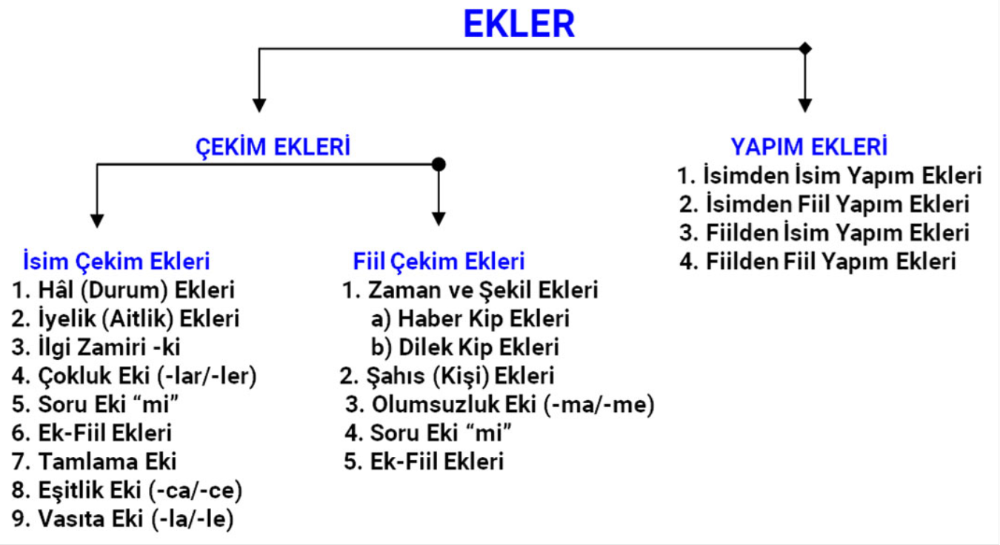 EKLER
ÇEKİM EKLERİ
İsim Çekim Ekleri
1. Hâl (Durum) Ekleri
2. İyelik (Aitlik) Ekleri
3. İlgi Zamiri -ki
4. Çokluk Eki (-lar/-ler)
5. Soru Eki “mi”
6. Ek-Fiil Ekleri
7. Tamlama Eki
8. Eşitlik Eki (-ca/-ce)
9. Vasıta Eki (-la/-le)
Fiil Çekim Ekleri
1. Zaman ve Şekil Ekleri
a) Haber Kip Ekleri
b) Dilek Kip Ekleri
2. Şahıs (Kişi) Ekleri
3. Olumsuzluk Eki (-ma/-me)
4. Soru Eki “mi”
5. Ek-Fiil Ekleri
YAPIM EKLERİ
1. İsimden İsim Yapım Ekleri
2. İsimden Fiil Yapım Ekleri
3. Fiilden İsim Yapım Ekleri
4. Fiilden Fiil Yapım Ekleri